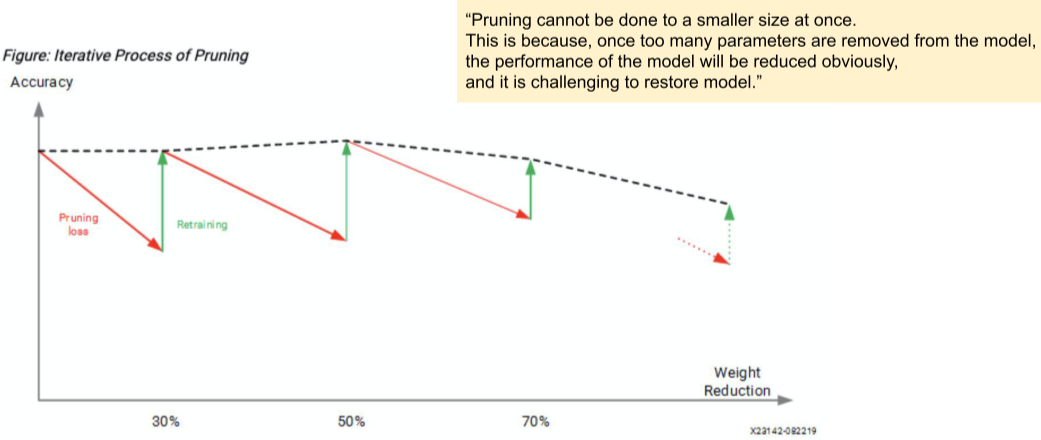 “Pruning cannot be done to a smaller size at once.
This is because, once too many parameters are removed from the model,
the performance of the model will be reduced obviously,
and it is challenging to restore model.”
Figure: Iterative Process of Pruning
Accuracy
Pruning
loss
Retraining
Weight
Reduction
30%
50%
70%
X23142-082219